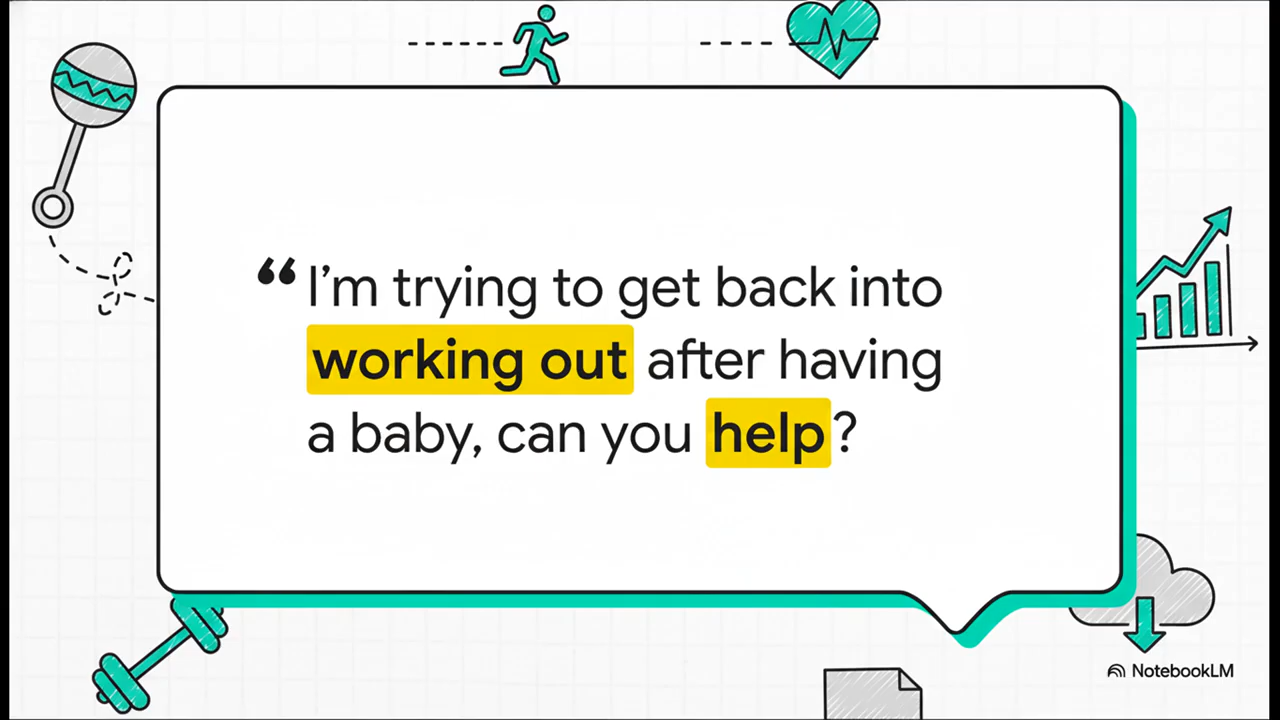 “I’m trying to get back into
working out after having
a baby, can you help?
NotebookLM